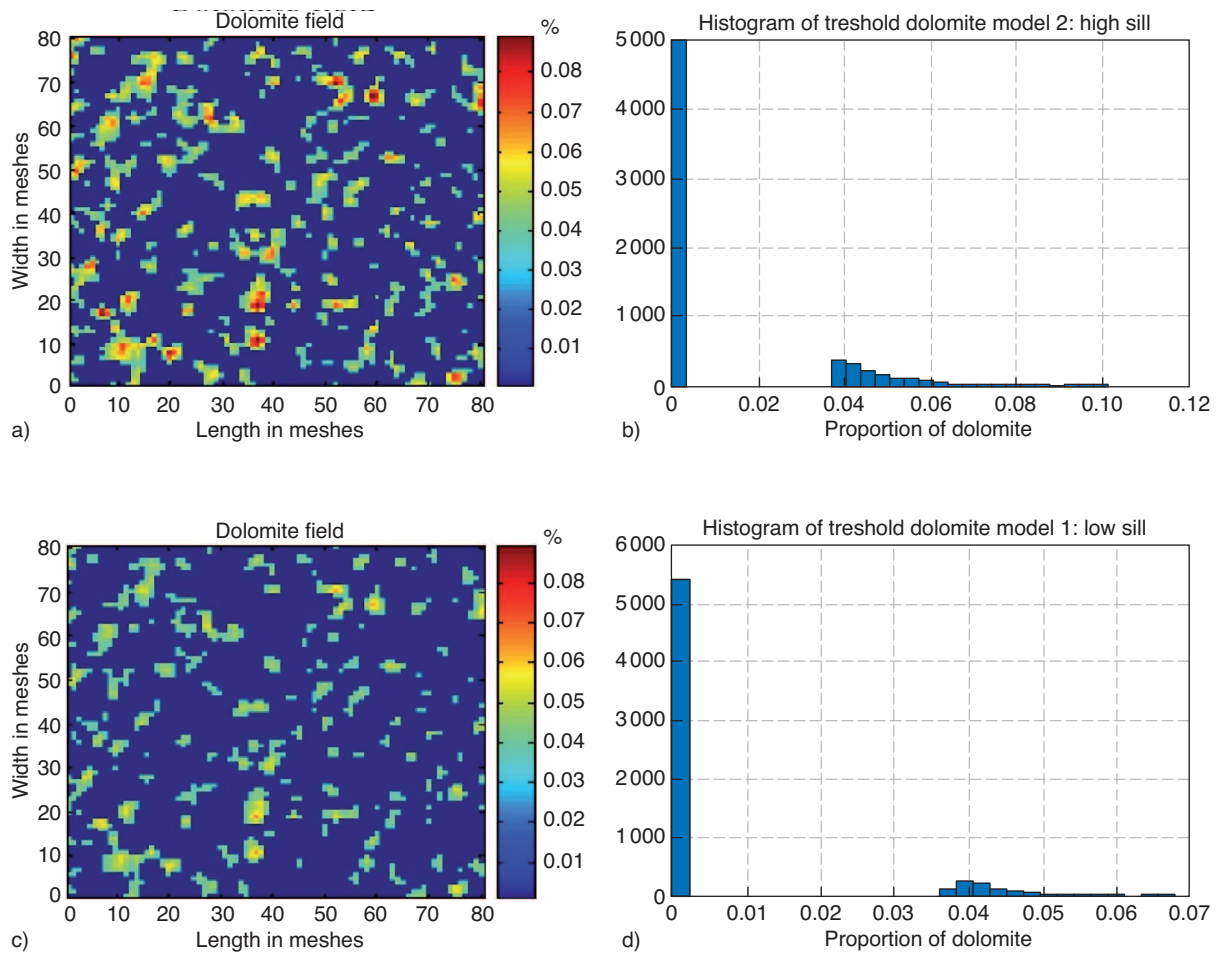 Dolomite field
%
80
70
60
50
40
30
20
10
0
Width in meshes
0 10 20 30 40 50 60 70 80
Length in meshes
0.08
0.07
0.06
0.05
0.04
0.03
0.02
0.01
a)
Histogram of treshold dolomite model 2: high sill
5 000
4 000
3 000
2 000
1 000
0
0 0.02 0.04 0.06 0.08 0.10 0.12
Proportion of dolomite
b)
Dolomite field
%
80
70
60
50
40
30
20
10
0
Width in meshes
0 10 20 30 40 50 60 70 80
Length in meshes
0.08
0.07
0.06
0.05
0.04
0.03
0.02
0.01
c)
Histogram of treshold dolomite model 1: low sill
6 000
5 000
4 000
3 000
2 000
1 000
0
0 0.01 0.02 0.03 0.04 0.05 0.06 0.07
Proportion of dolomite
d)